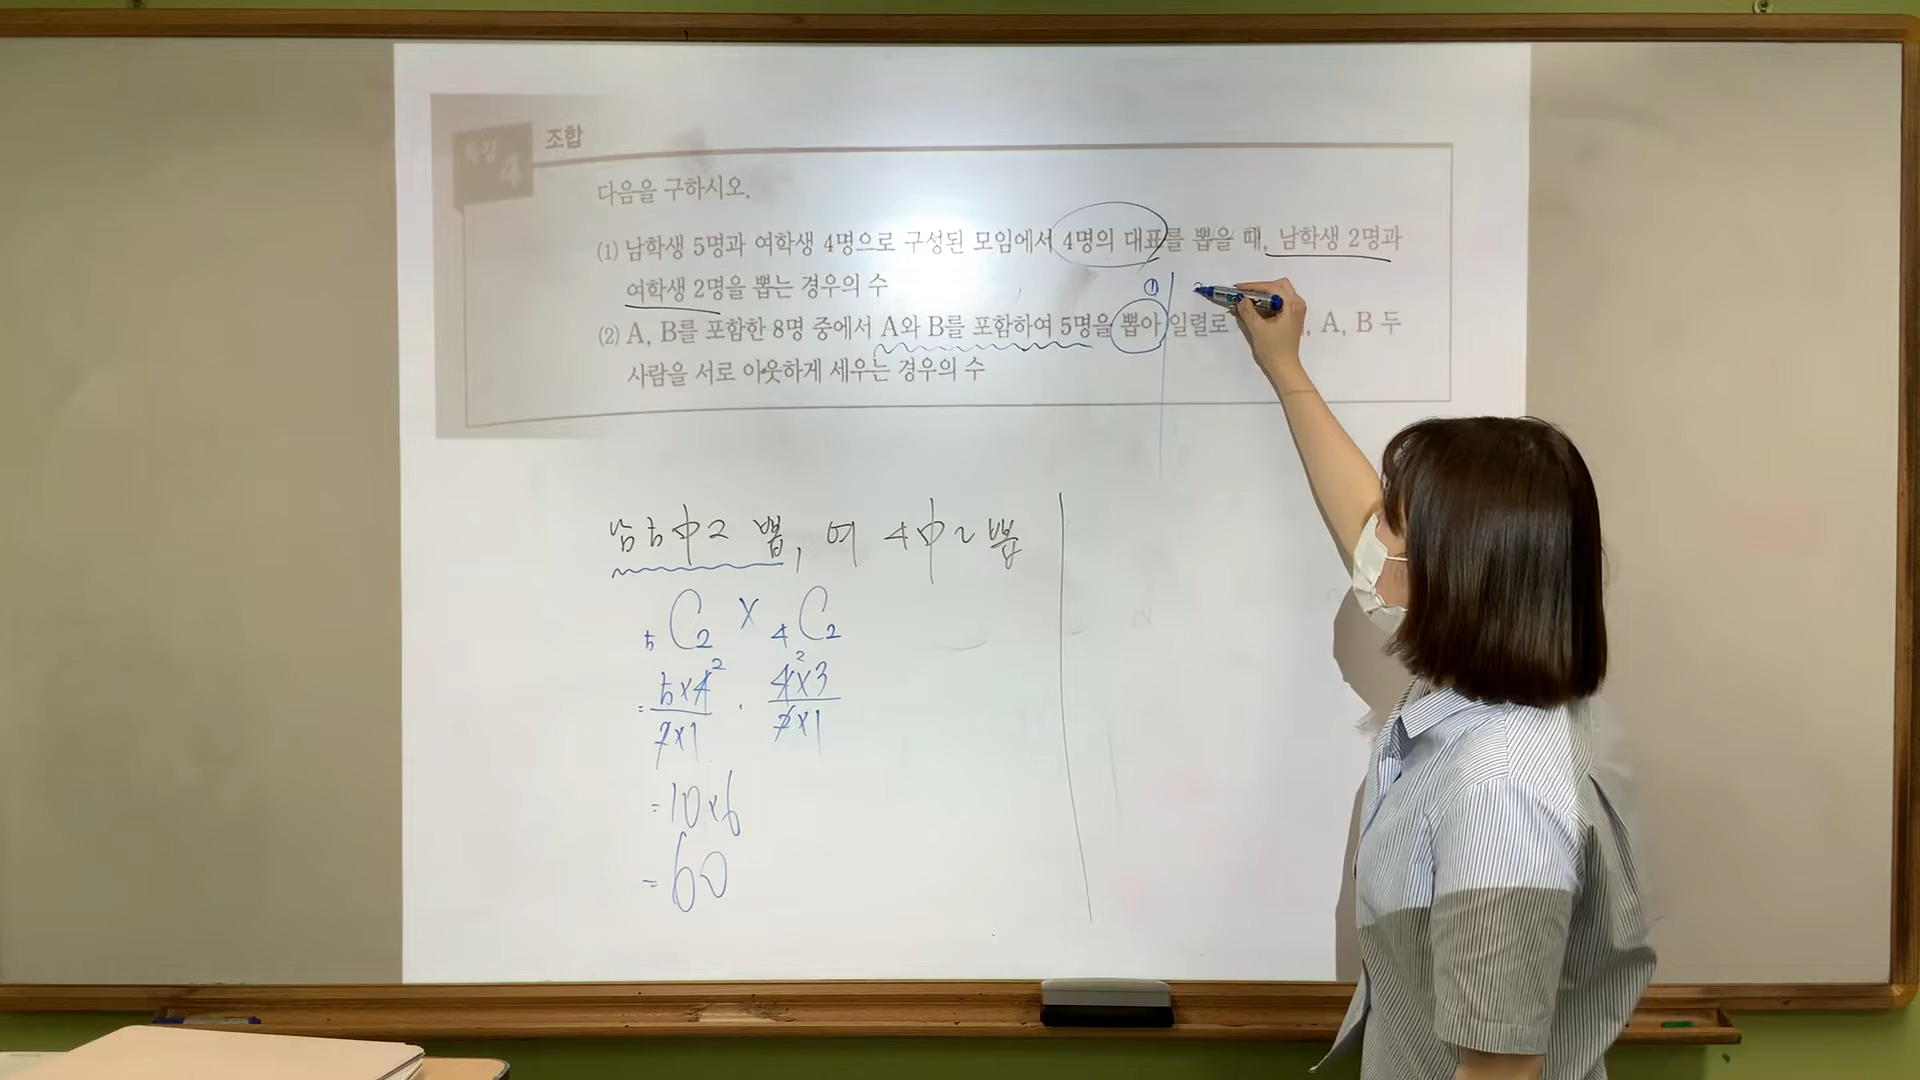 특강
4
조합
다음을 구하시오.
(1) 남학생 5명과 여학생 4명으로 구성된 모임에서 4명의 대표를 뽑을 때, 남학생 2명과
여학생 2명을 뽑는 경우의 수
①
(2) A, B를 포함한 8명 중에서 A와 B를 포함하여 5명을 뽑아 일렬로 , A, B 두
사람을 서로 이웃하게 세우는 경우의 수
남5中2 뽑, 여 4中2 뽑
₅C₂ × ₄C₂
= 5×4 2 / 2×1 · 4×3 2 / 2×1
= 10×6
= 60